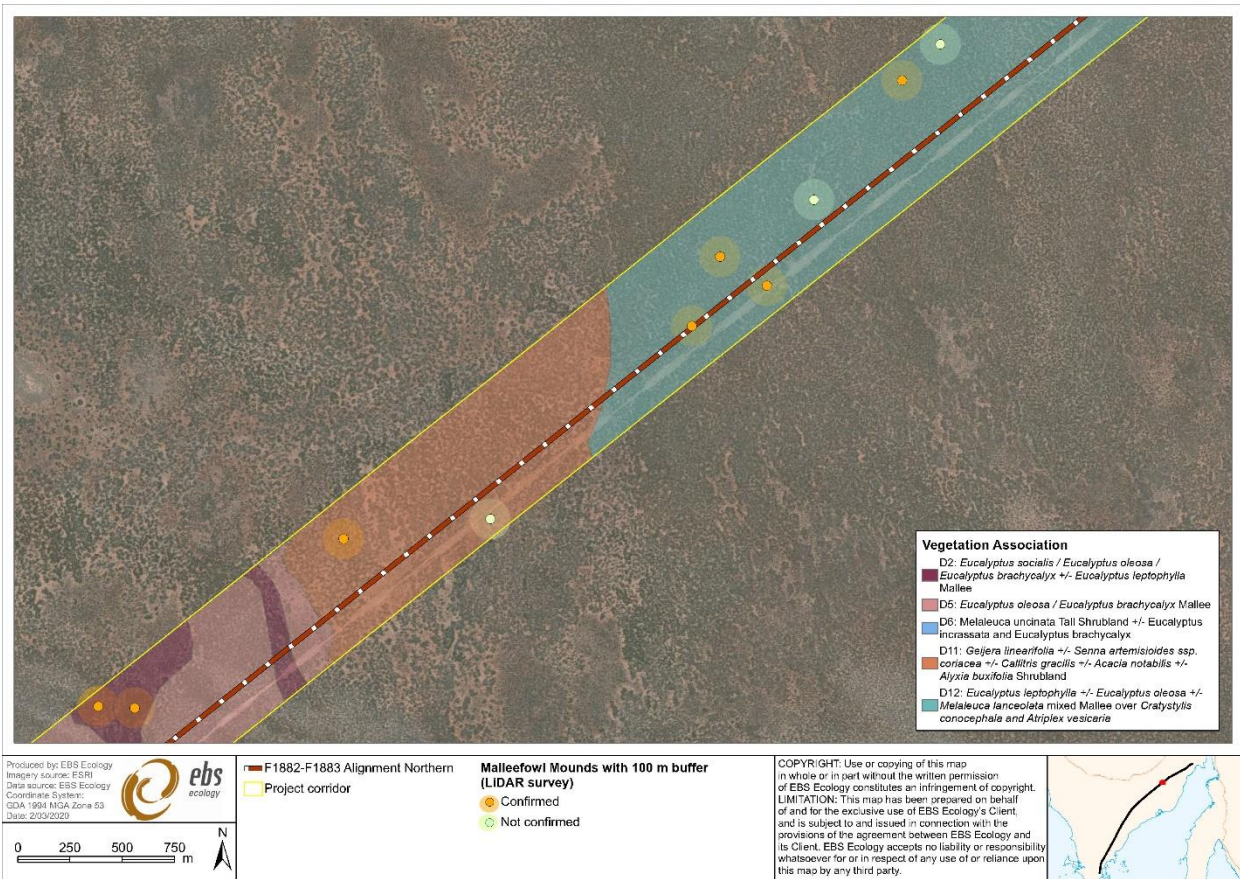 Vegetation Association
D2: Eucalyptus socialis / Eucalyptus oleosa /
Eucalyptus brachycalyx +/- Eucalyptus leptophylla
Mallee
D5: Eucalyptus oleosa / Eucalyptus brachycalyx Mallee
D6: Melaleuca uncinata Tall Shrubland +/- Eucalyptus
incrassata and Eucalyptus brachycalyx
D11: Geijera linearifolia +/- Senna artemisioides ssp.
coriacea +/- Callitris gracilis +/- Acacia notabilis +/-
Alyxia buxifolia Shrubland
D12: Eucalyptus leptophylla +/- Eucalyptus oleosa +/-
Melaleuca lanceolata mixed Mallee over Cratystylis
conocephala and Atriplex vesicaria
Produced by: EBS Ecology
Imagery source: ESRI
Data source: EBS Ecology
Coordinate System:
GDA 1994 MGA Zone 53
Date: 2/03/2020
ebs
ecology
N
0 250 500 750
m
F1882-F1883 Alignment Northern
Project corridor
Malleefowl Mounds with 100 m buffer
(LiDAR survey)
Confirmed
Not confirmed
COPYRIGHT: Use or copying of this map
in whole or in part without the written permission
of EBS Ecology constitutes an infringement of copyright.
LIMITATION: This map has been prepared on behalf
of and for the exclusive use of EBS Ecology's Client,
and is subject to and issued in connection with the
provisions of the agreement between EBS Ecology and
its Client. EBS Ecology accepts no liability or responsibility
whatsoever for or in respect of any use of or reliance upon
this map by any third party.